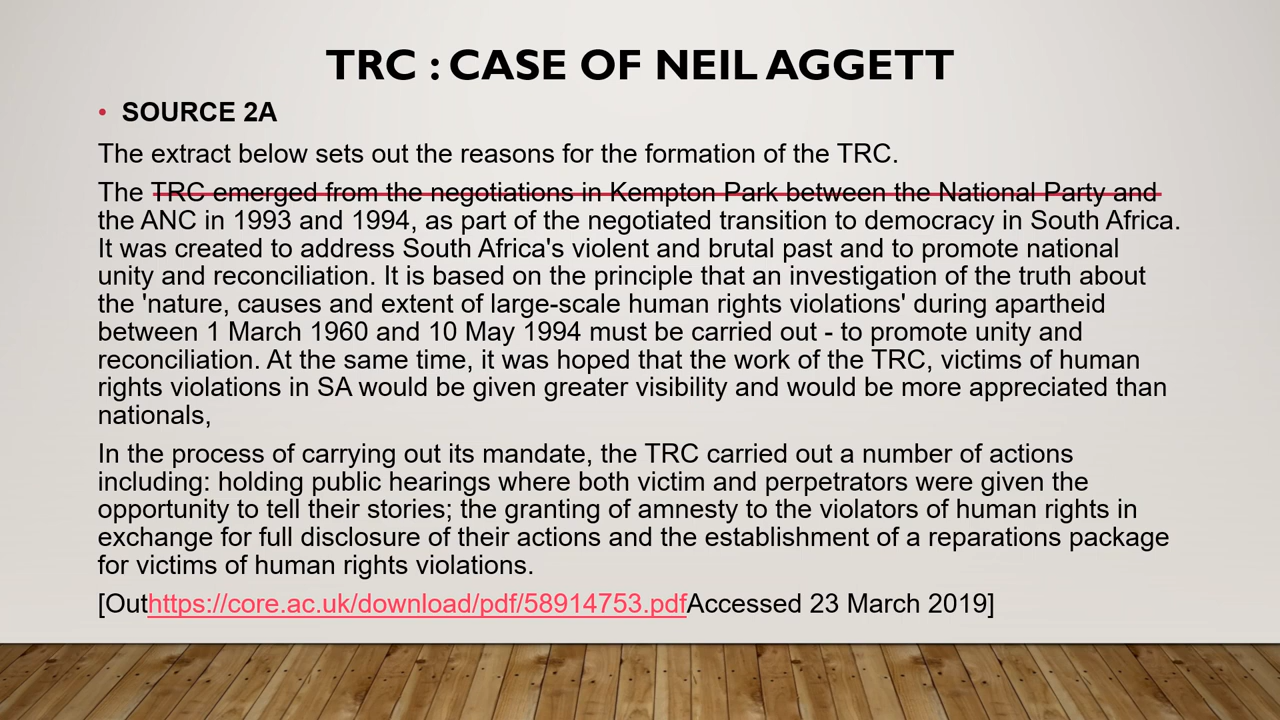 TRC : CASE OF NEIL AGGETT
• SOURCE 2A
The extract below sets out the reasons for the formation of the TRC.
The TRC emerged from the negotiations in Kempton Park between the National Party and
the ANC in 1993 and 1994, as part of the negotiated transition to democracy in South Africa.
It was created to address South Africa's violent and brutal past and to promote national
unity and reconciliation. It is based on the principle that an investigation of the truth about
the 'nature, causes and extent of large-scale human rights violations' during apartheid
between 1 March 1960 and 10 May 1994 must be carried out - to promote unity and
reconciliation. At the same time, it was hoped that the work of the TRC, victims of human
rights violations in SA would be given greater visibility and would be more appreciated than
nationals,
In the process of carrying out its mandate, the TRC carried out a number of actions
including: holding public hearings where both victim and perpetrators were given the
opportunity to tell their stories; the granting of amnesty to the violators of human rights in
exchange for full disclosure of their actions and the establishment of a reparations package
for victims of human rights violations.
[Outhttps://core.ac.uk/download/pdf/58914753.pdfAccessed 23 March 2019]